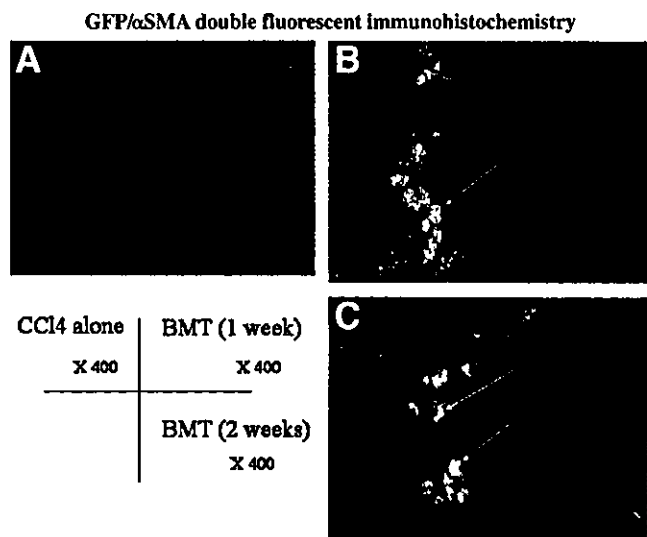 GFP/αSMA double fluorescent immunohistochemistry
A
B
CCl4 alone
X 400
BMT (1 week)
X 400
BMT (2 weeks)
X 400
C